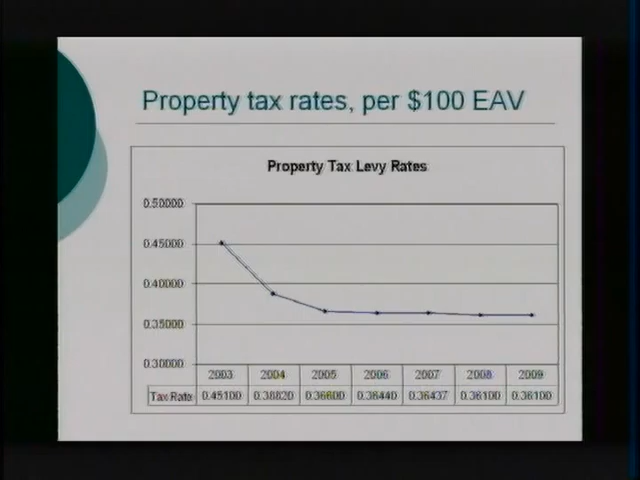 Property tax rates, per $100 EAV
Property Tax Levy Rates
0.50000
0.45000
0.40000
0.35000
0.30000
2003 2004 2005 2006 2007 2008 2009
Tax Rate 0.45100 0.38820 0.36600 0.36440 0.36437 0.36100 0.36100